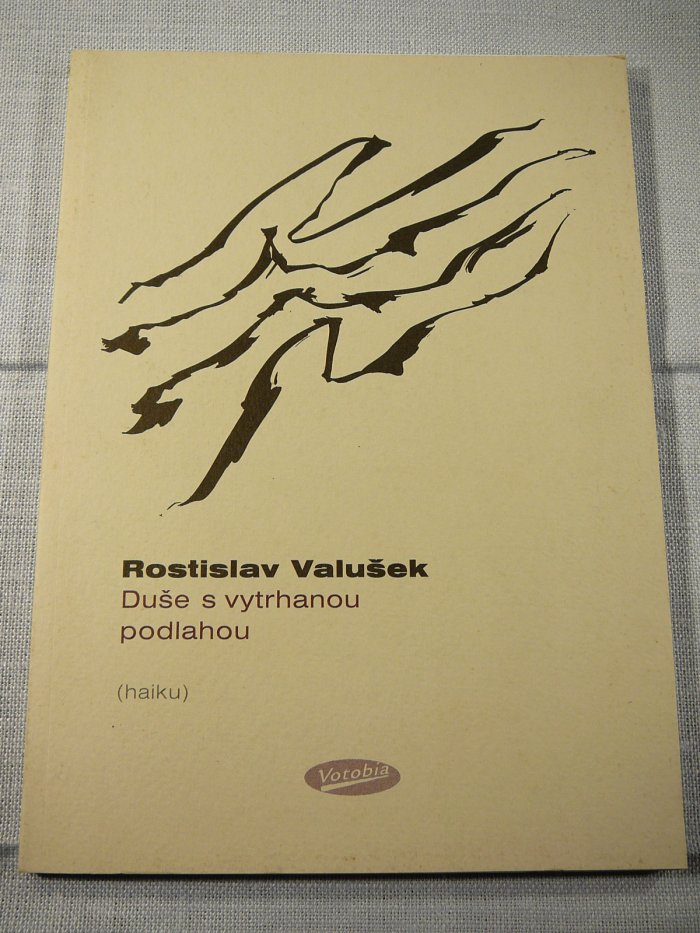 Rostislav Valušek
Duše s vytrhanou
podlahou
(haiku)
Votobia